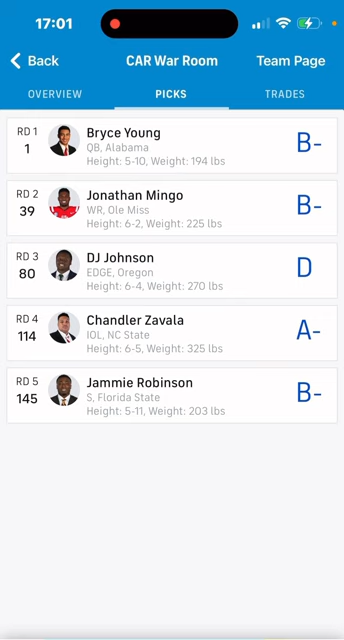 17:01
Back
CAR War Room
Team Page
OVERVIEW
PICKS
TRADES
RD 1
1
Bryce Young
QB, Alabama
Height: 5-10, Weight: 194 lbs
B-
RD 2
39
Jonathan Mingo
WR, Ole Miss
Height: 6-2, Weight: 225 lbs
B-
RD 3
80
DJ Johnson
EDGE, Oregon
Height: 6-4, Weight: 270 lbs
D
RD 4
114
Chandler Zavala
IOL, NC State
Height: 6-5, Weight: 325 lbs
A-
RD 5
145
Jammie Robinson
S, Florida State
Height: 5-11, Weight: 203 lbs
B-